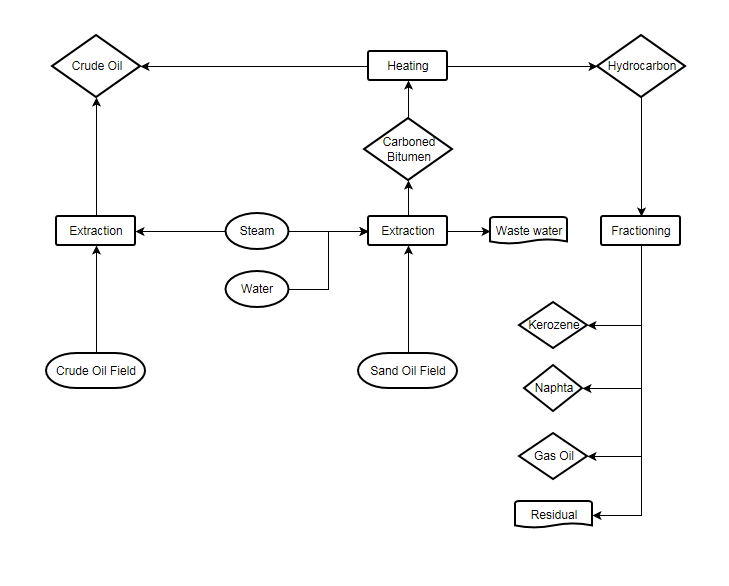 Crude Oil
Heating
Hydrocarbon
Carboned
Bitumen
Extraction
Steam
Extraction
Waste water
Fractioning
Water
Kerozene
Crude Oil Field
Sand Oil Field
Naphta
Gas Oil
Residual